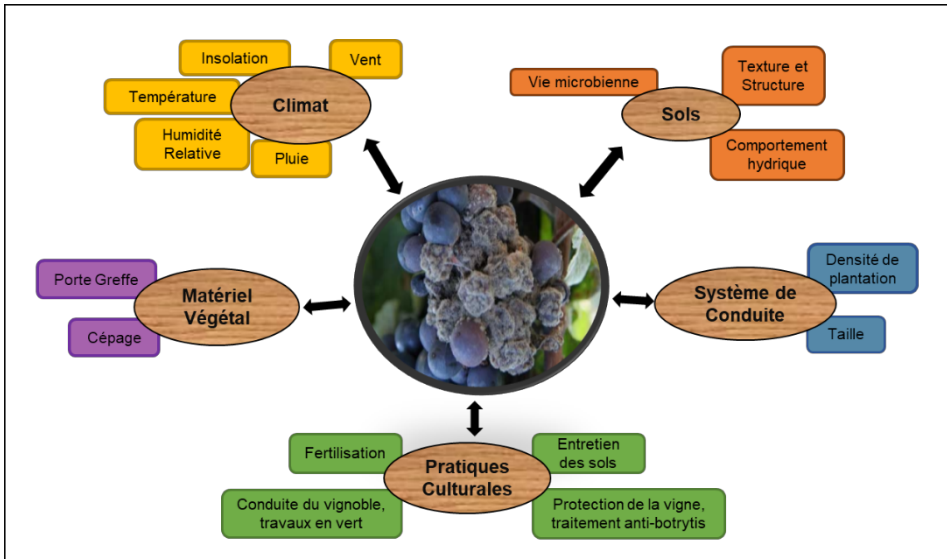 Insolation
Vent
Température
Climat
Humidité
Relative
Pluie
Vie microbienne
Texture et
Structure
Sols
Comportement
hydrique
Porte Greffe
Matériel
Végétal
Cépage
Densité de
plantation
Système de
Conduite
Taille
Fertilisation
Entretien
des sols
Pratiques
Culturales
Conduite du vignoble,
travaux en vert
Protection de la vigne,
traitement anti-botrytis